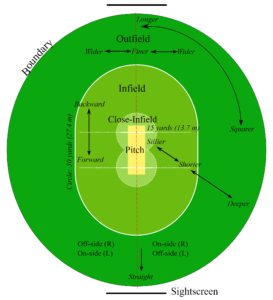 Longer
Outfield
Boundary
Wider
Finer
Wider
Infield
Backward
Close-Infield
15 yards (13.7 m)
Squarer
Sillier
Pitch
Circle: 30 yards (27.4 m)
Forward
Shorter
Deeper
Off-side (R)
On-side (L)
On-side (R)
Off-side (L)
Straight
Sightscreen